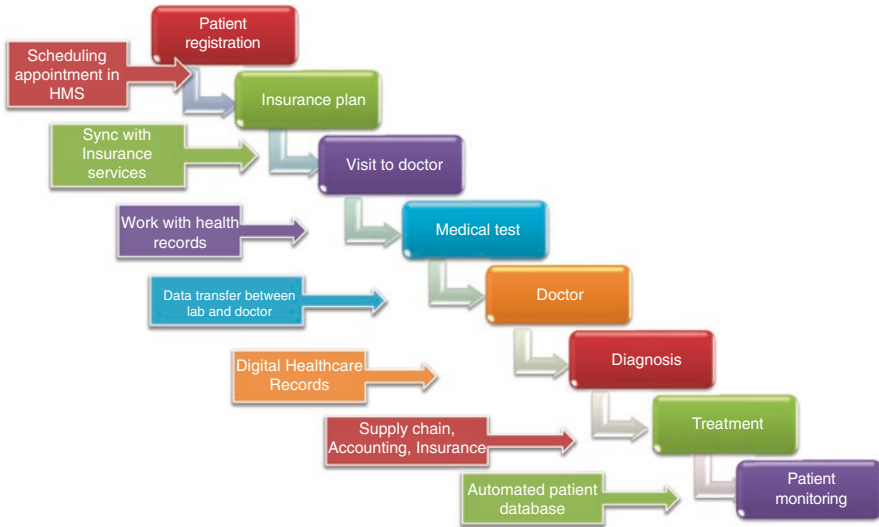 Patient
registration
Scheduling
appointment in
HMS
Insurance plan
Sync with
Insurance
services
Visit to doctor
Work with health
records
Medical test
Data transfer between
lab and doctor
Doctor
Digital Healthcare
Records
Diagnosis
Supply chain,
Accounting, Insurance
Treatment
Automated patient
database
Patient
monitoring